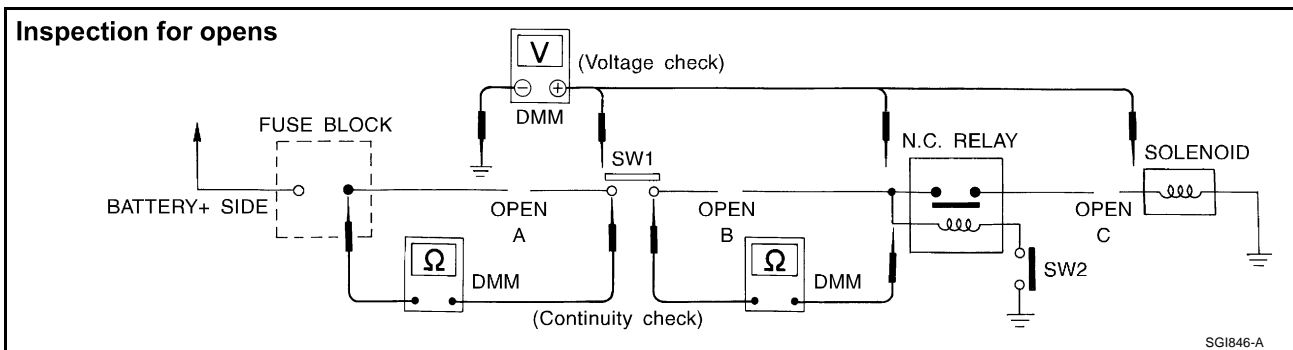 Inspection for opens
V
(Voltage check)
− +
DMM
FUSE BLOCK
SW1
N.C. RELAY
SOLENOID
BATTERY+ SIDE
OPEN
A
OPEN
B
OPEN
C
Ω
DMM
Ω
DMM
SW2
(Continuity check)
SGI846-A